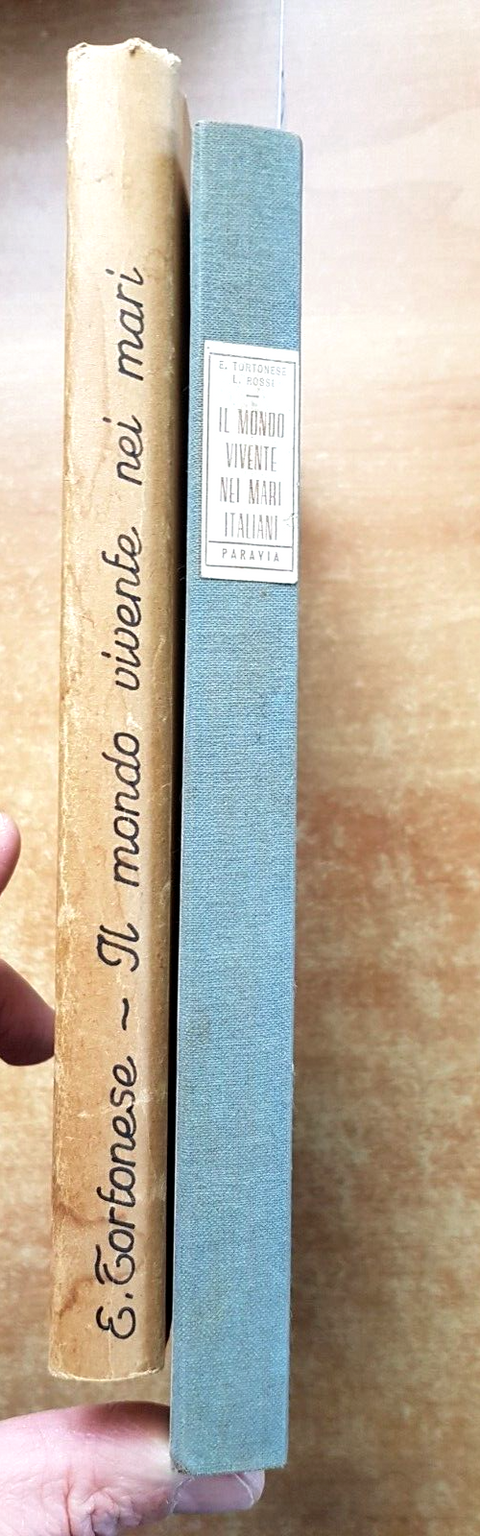 E. Tortonese ~ Il mondo vivente nei mari
E. TORTONESE
L. ROSSI
IL MONDO
VIVENTE
NEI MARI
ITALIANI
PARAVIA